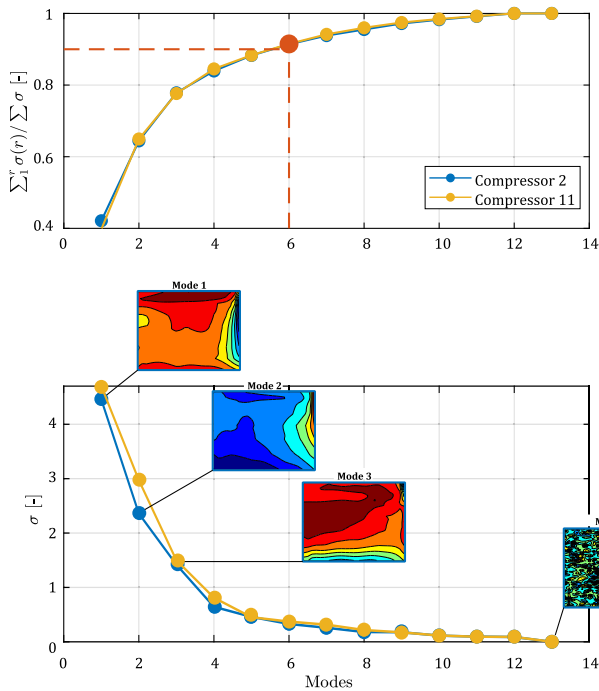 1
0.8
0.6
0.4
∑₁ʳ σ(r)/ ∑ σ [-]
Compressor 2
Compressor 11
0 2 4 6 8 10 12 14
Mode 1
Mode 2
Mode 3
M
4
3
2
1
0
σ [-]
0 2 4 6 8 10 12 14
Modes